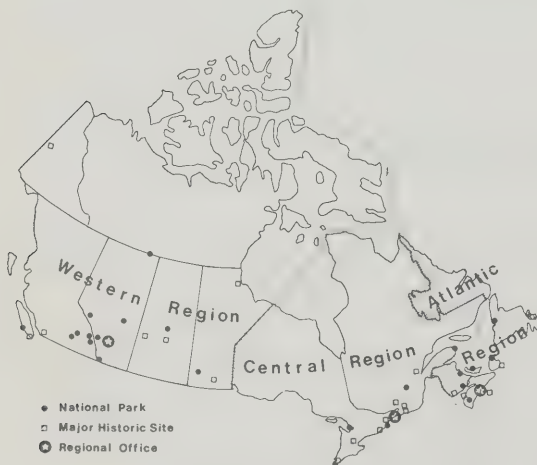 Western
Region
Central
Region
Atlantic
Region
National Park
Major Historic Site
Regional Office